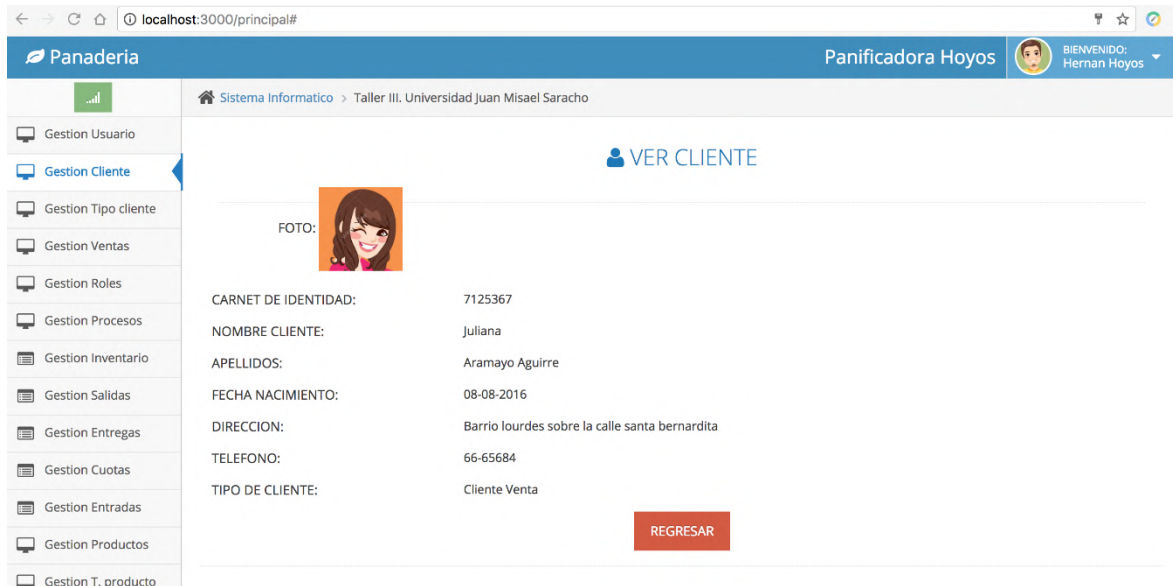 localhost:3000/principal#
Panaderia
Panificadora Hoyos
BIENVENIDO:
Hernan Hoyos
Sistema Informatico > Taller III. Universidad Juan Misael Saracho
Gestion Usuario
Gestion Cliente
Gestion Tipo cliente
Gestion Ventas
Gestion Roles
Gestion Procesos
Gestion Inventario
Gestion Salidas
Gestion Entregas
Gestion Cuotas
Gestion Entradas
Gestion Productos
Gestion T. producto
VER CLIENTE
FOTO:
CARNET DE IDENTIDAD: 7125367
NOMBRE CLIENTE: Juliana
APELLIDOS: Aramayo Aguirre
FECHA NACIMIENTO: 08-08-2016
DIRECCION: Barrio lourdes sobre la calle santa bernardita
TELEFONO: 66-65684
TIPO DE CLIENTE: Cliente Venta
REGRESAR